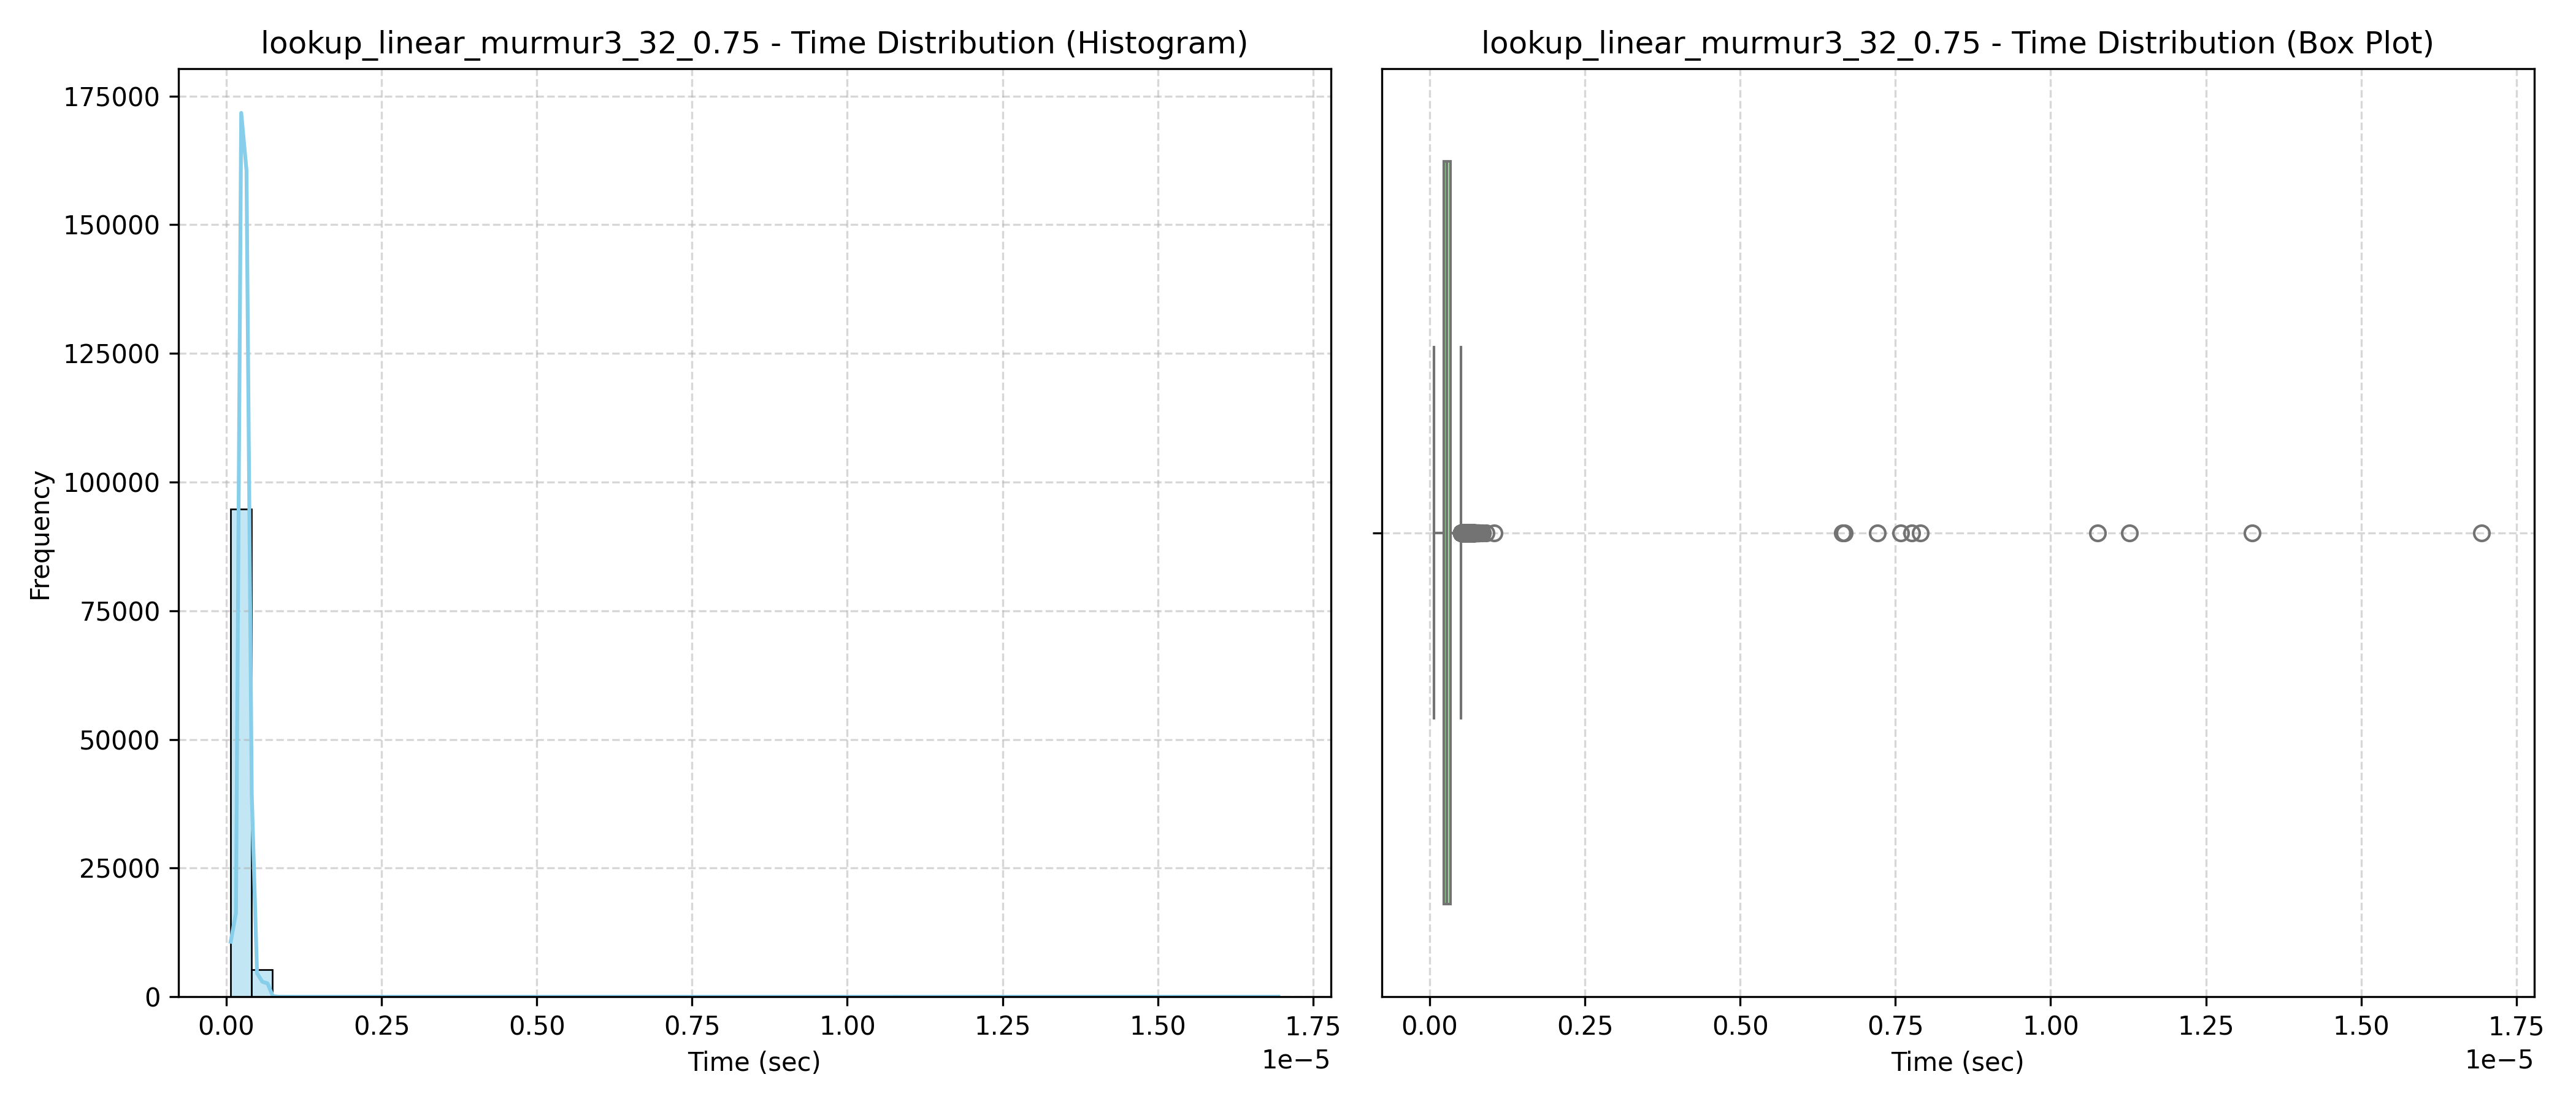 lookup_linear_murmur3_32_0.75 - Time Distribution (Histogram)
175000
150000
125000
100000
75000
50000
25000
0
Frequency
0.00 0.25 0.50 0.75 1.00 1.25 1.50 1.75
1e−5
Time (sec)
lookup_linear_murmur3_32_0.75 - Time Distribution (Box Plot)
0.00 0.25 0.50 0.75 1.00 1.25 1.50 1.75
1e−5
Time (sec)